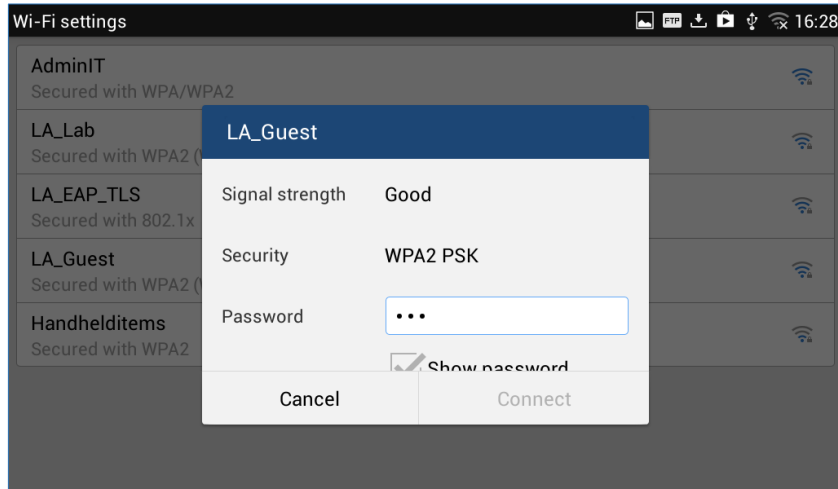 Wi-Fi settings FTP 16:28
AdminIT
Secured with WPA/WPA2
LA_Lab
Secured with WPA2 (
LA_EAP_TLS
Secured with 802.1x
LA_Guest
Secured with WPA2 (
Handhelditems
Secured with WPA2
LA_Guest
Signal strength Good
Security WPA2 PSK
Password •••
Show password
Cancel Connect